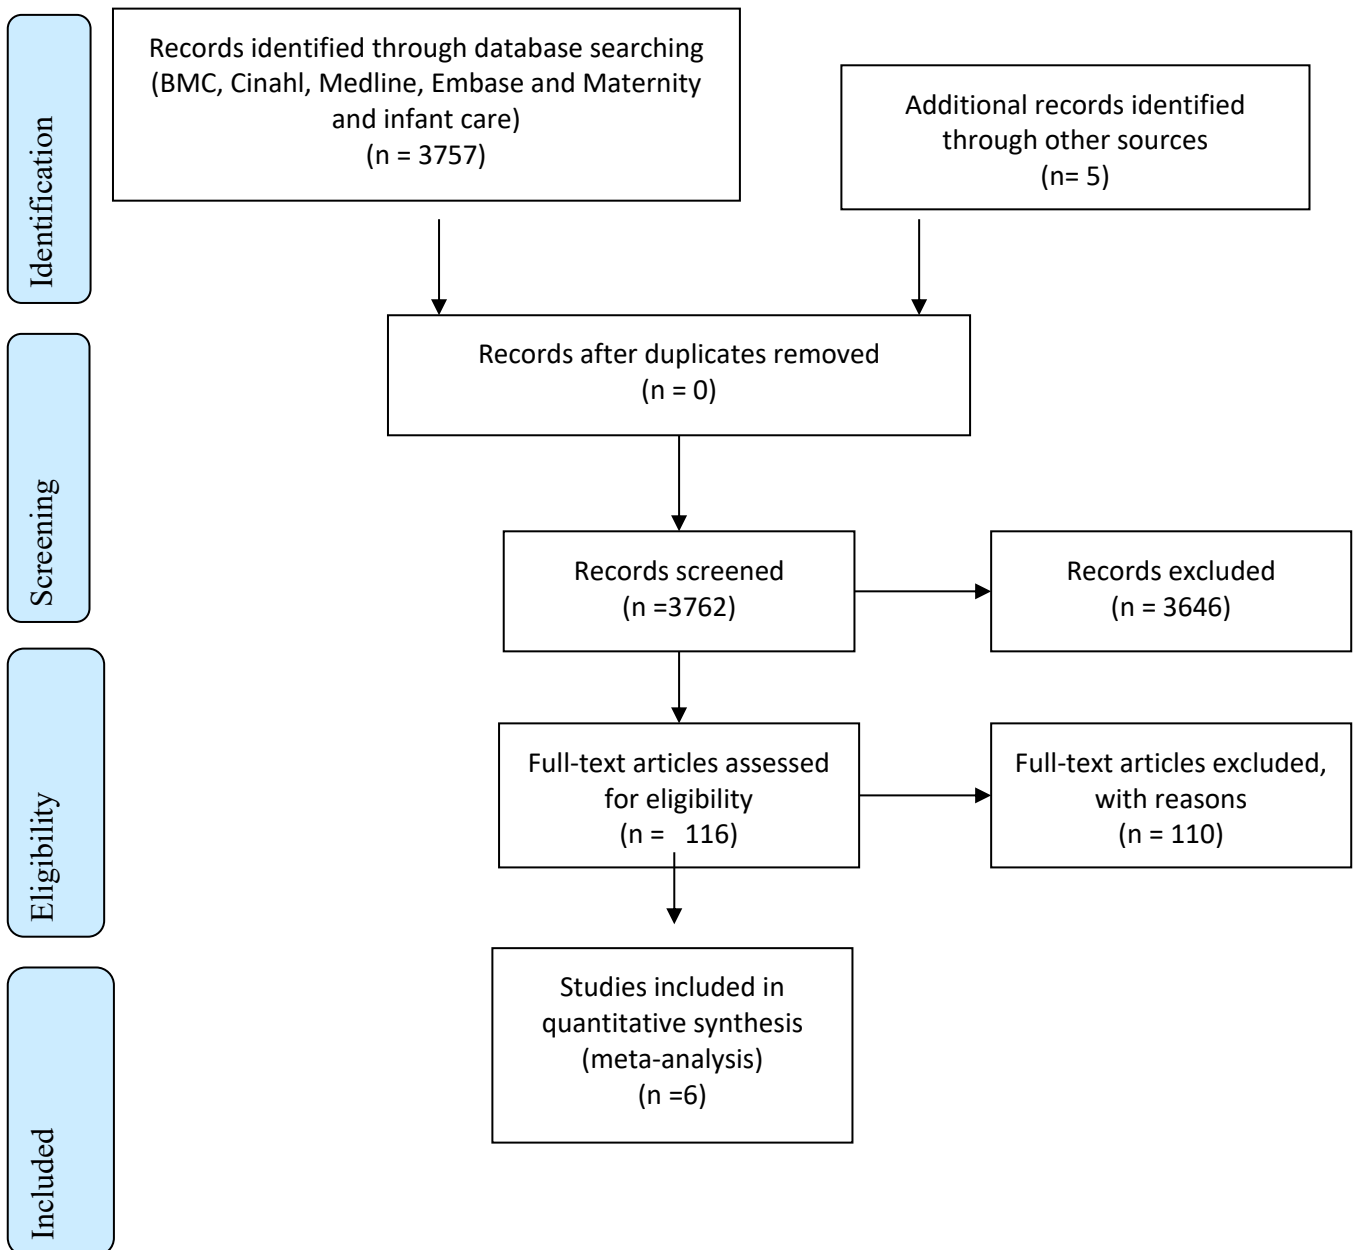 Identification
Records identified through database searching
(BMC, Cinahl, Medline, Embase and Maternity
and infant care)
(n = 3757)
Additional records identified
through other sources
(n= 5)
Records after duplicates removed
(n = 0)
Screening
Records screened
(n =3762)
Records excluded
(n = 3646)
Eligibility
Full-text articles assessed
for eligibility
(n =   116)
Full-text articles excluded,
with reasons
(n = 110)
Included
Studies included in
quantitative synthesis
(meta-analysis)
(n =6)